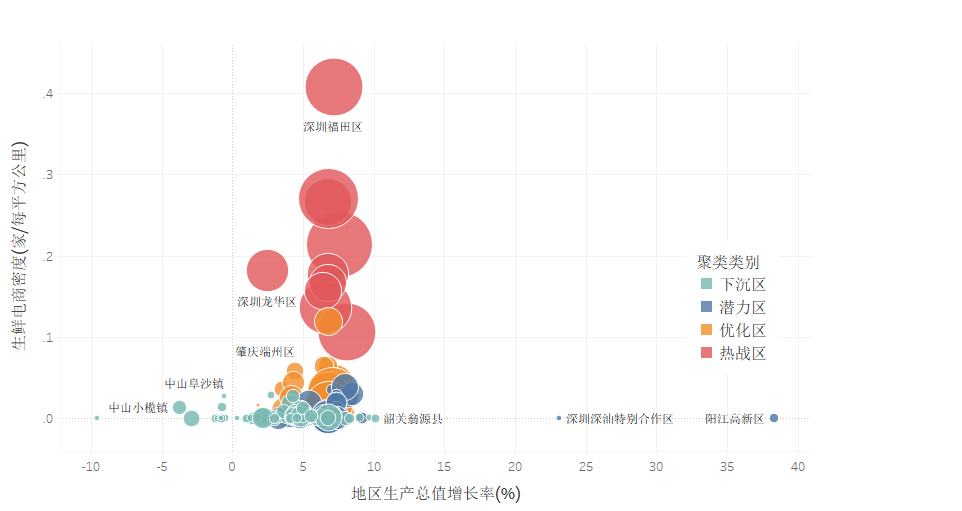 .4
.3
.2
.1
.0
生鲜电商密度(家/每平方公里)
深圳福田区
深圳龙华区
肇庆端州区
中山阜沙镇
中山小榄镇
韶关翁源县
深圳深汕特别合作区
阳江高新区
聚类类别
下沉区
潜力区
优化区
热战区
-10 -5 0 5 10 15 20 25 30 35 40
地区生产总值增长率(%)